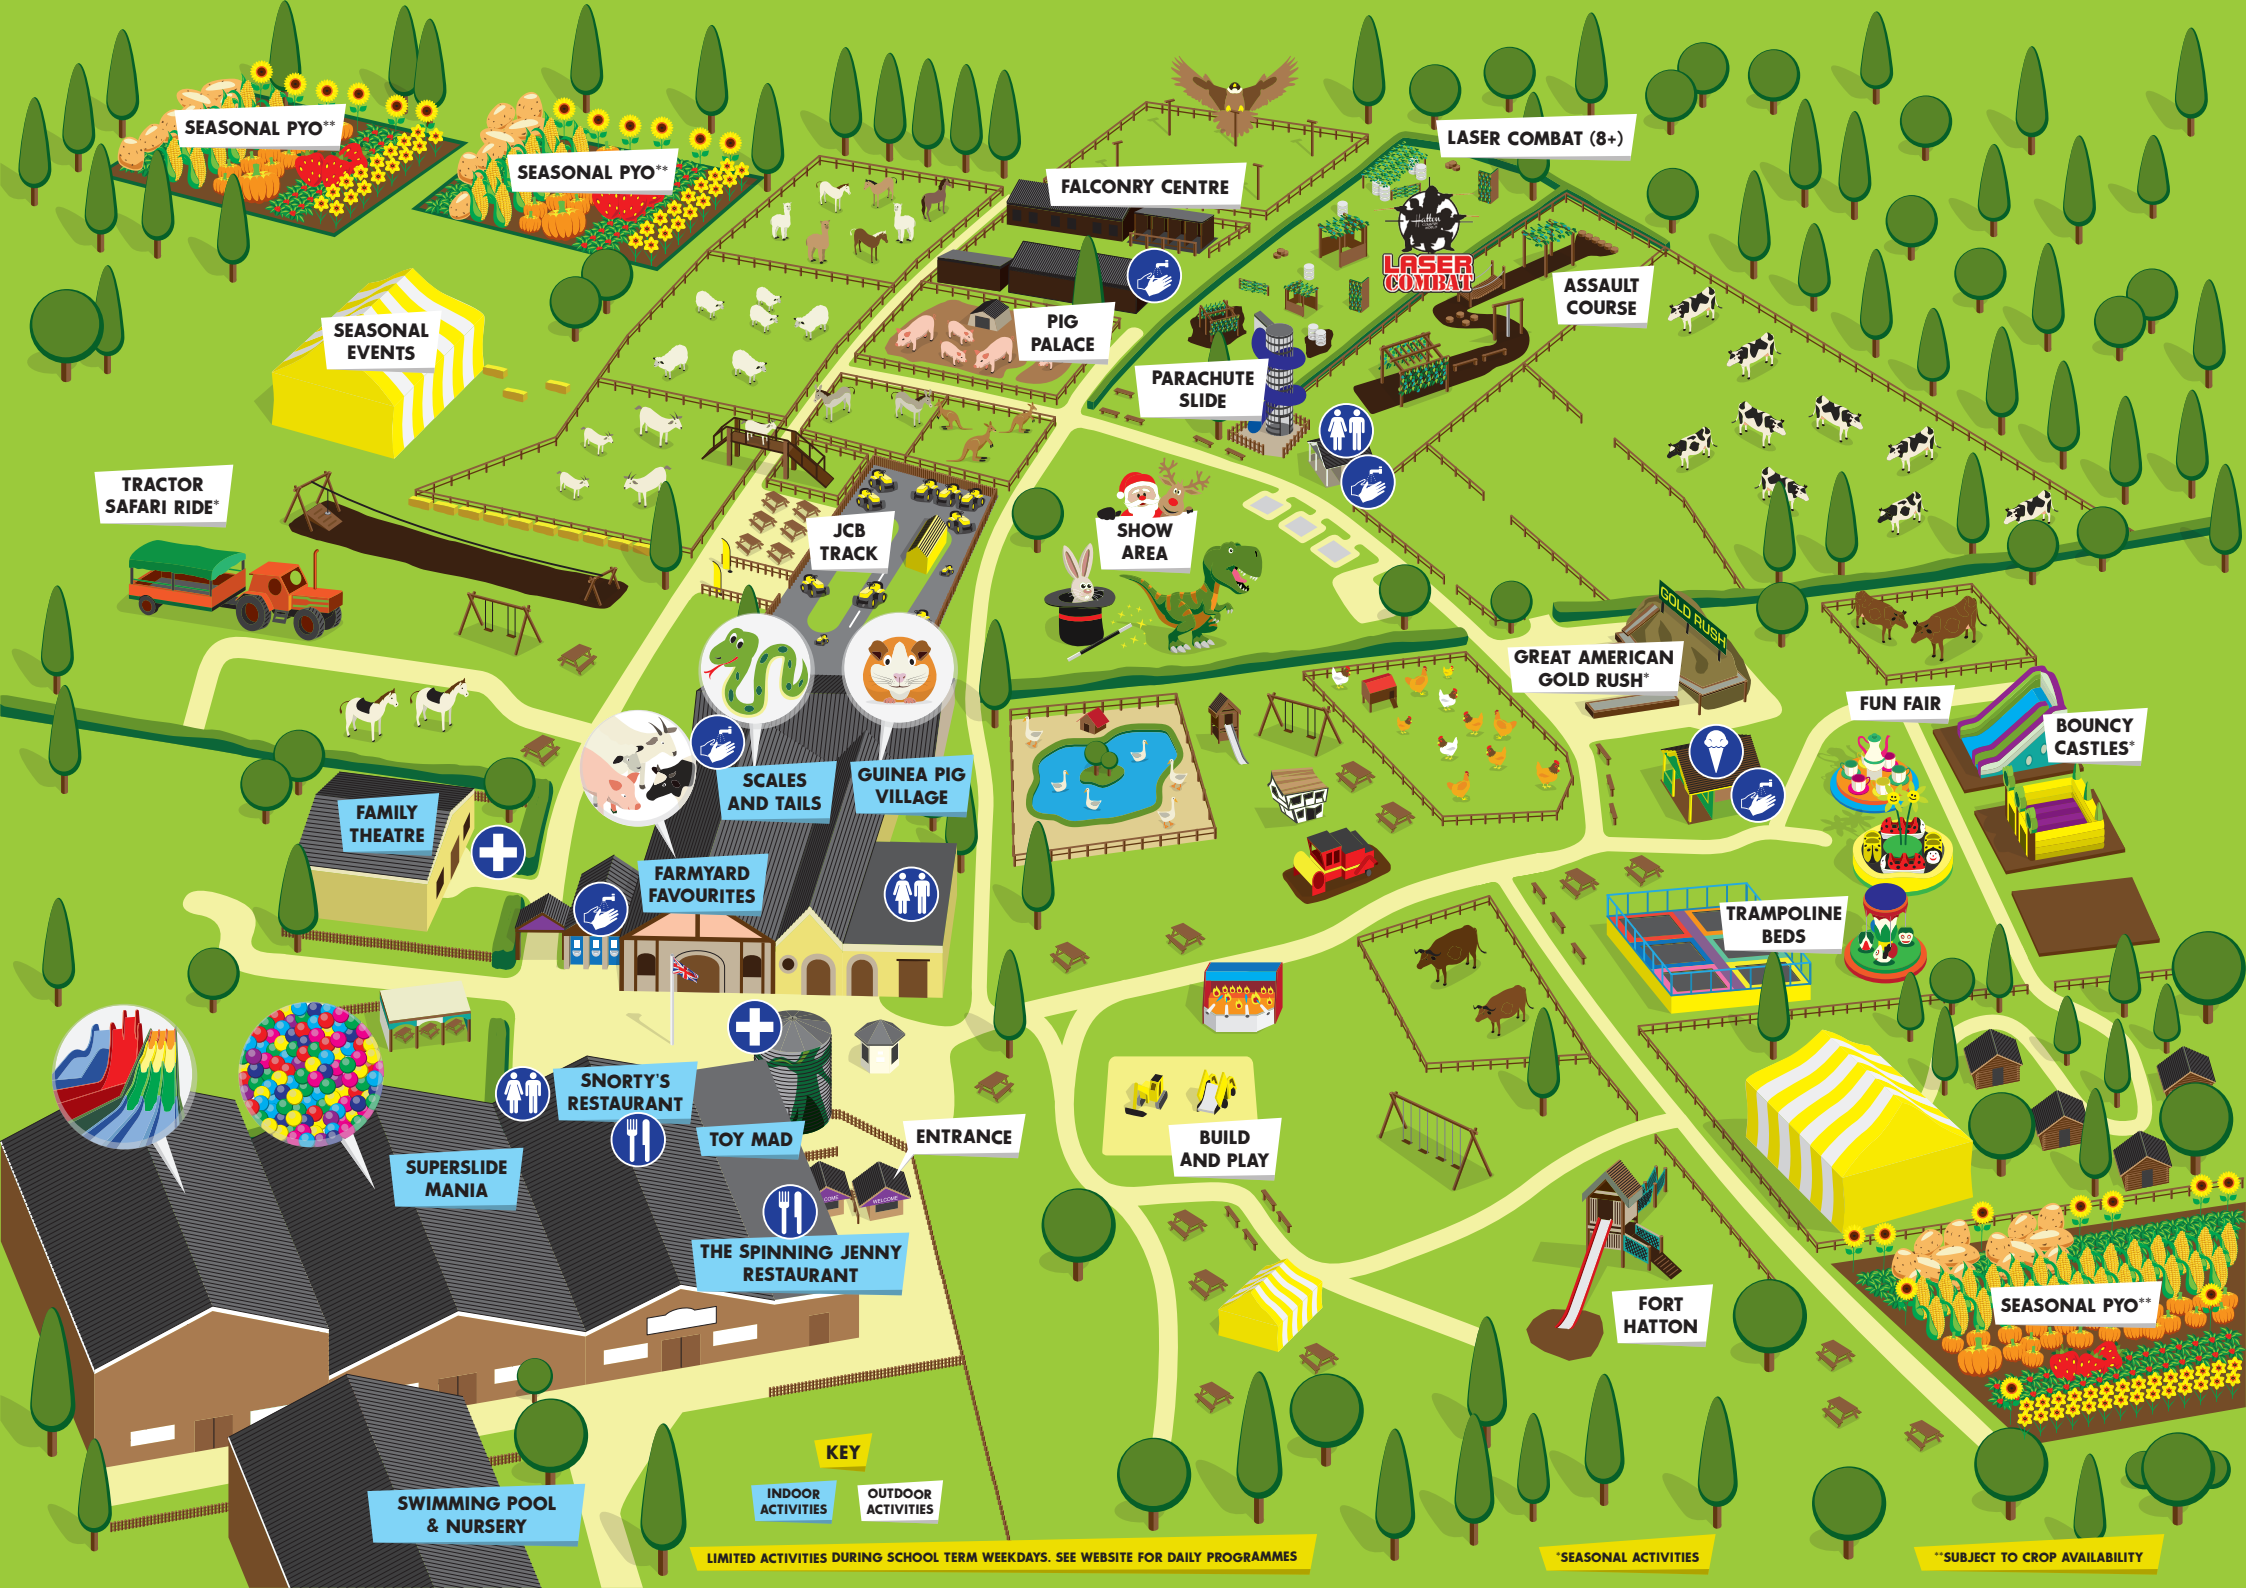 SEASONAL PYO**
SEASONAL PYO**
LASER COMBAT (8+)
FALCONRY CENTRE
Hatton
LASER
COMBAT
ASSAULT
COURSE
SEASONAL
EVENTS
PIG
PALACE
PARACHUTE
SLIDE
TRACTOR
SAFARI RIDE*
JCB
TRACK
SHOW
AREA
GOLD RUSH
GREAT AMERICAN
GOLD RUSH*
FUN FAIR
BOUNCY
CASTLES*
SCALES
AND TAILS
GUINEA PIG
VILLAGE
FAMILY
THEATRE
FARMYARD
FAVOURITES
TRAMPOLINE
BEDS
SNORTY'S
RESTAURANT
TOY MAD
ENTRANCE
BUILD
AND PLAY
SUPERSLIDE
MANIA
WELCOME
THE SPINNING JENNY
RESTAURANT
FORT
HATTON
SEASONAL PYO**
KEY
INDOOR
ACTIVITIES
OUTDOOR
ACTIVITIES
SWIMMING POOL
& NURSERY
LIMITED ACTIVITIES DURING SCHOOL TERM WEEKDAYS. SEE WEBSITE FOR DAILY PROGRAMMES
*SEASONAL ACTIVITIES
**SUBJECT TO CROP AVAILABILITY